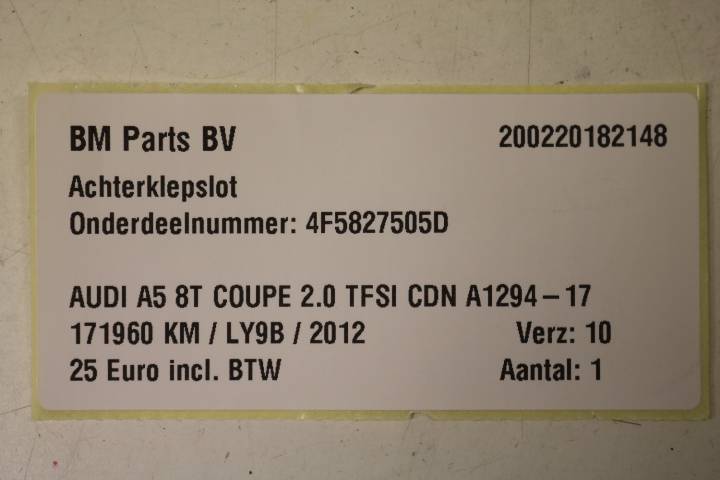 BM Parts BV 200220182148
Achterklepslot
Onderdeelnummer: 4F5827505D
AUDI A5 8T COUPE 2.0 TFSI CDN A1294–17
171960 KM / LY9B / 2012 Verz: 10
25 Euro incl. BTW Aantal: 1